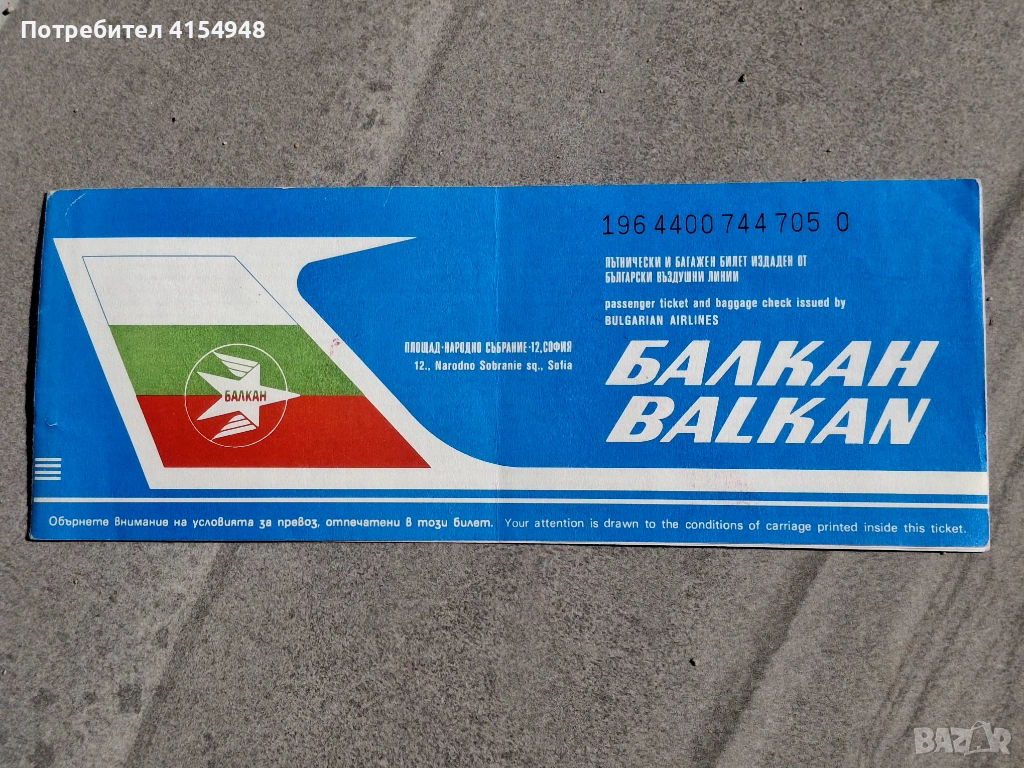 Потребител 4154948
196 4400 744 705 0
ПЪТНИЧЕСКИ И БАГАЖЕН БИЛЕТ ИЗДАДЕН ОТ
БЪЛГАРСКИ ВЪЗДУШНИ ЛИНИИ
passenger ticket and baggage check issued by
BULGARIAN AIRLINES
ПЛОЩАД·НАРОДНО СЪБРАНИЕ·12,СОФИЯ
12., Narodno Sobranie sq., Sofia
БАЛКАН
BALKAN
БАЛКАН
Обърнете внимание на условията за превоз, отпечатени в този билет. Your attention is drawn to the conditions of carriage printed inside this ticket.
BAZAR